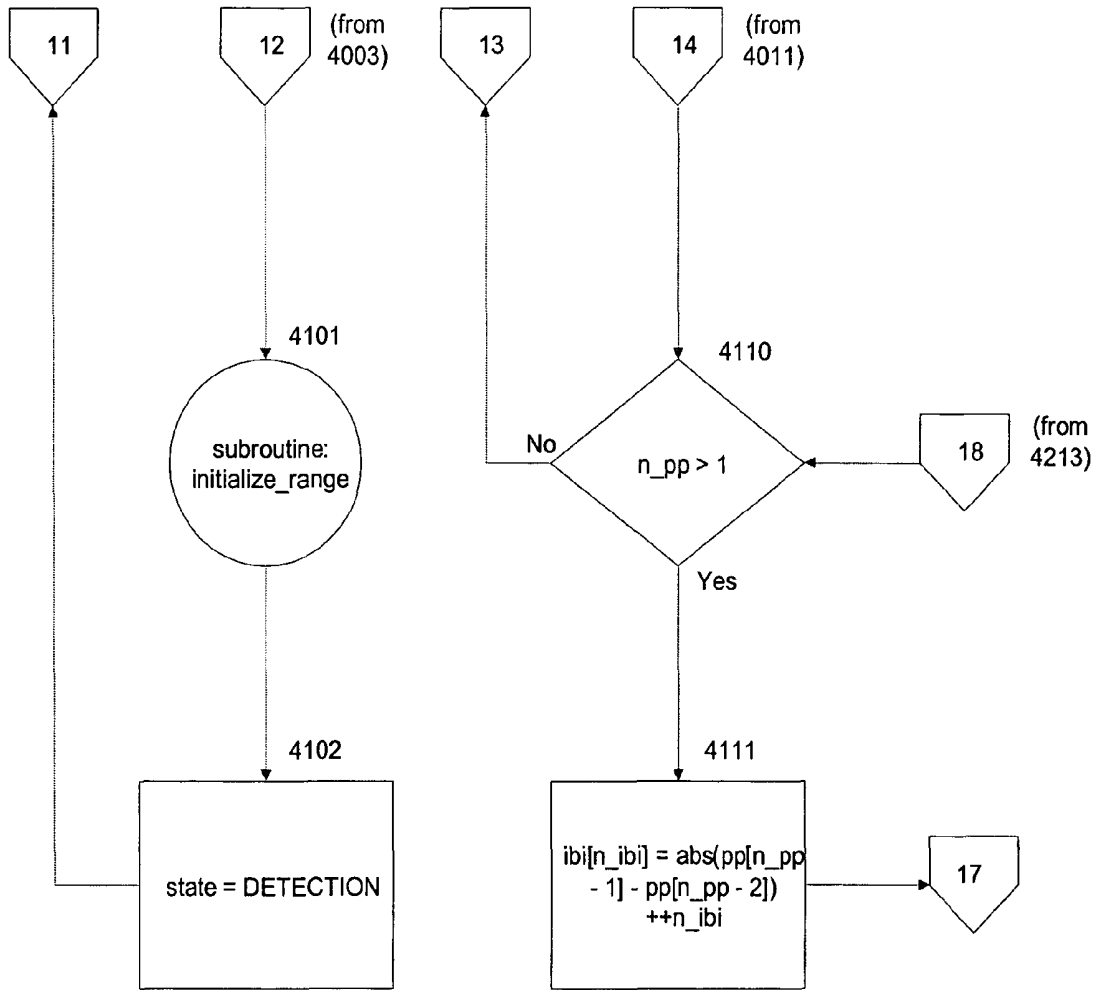 11
12
(from
4003)
13
14
(from
4011)
4101
subroutine:
initialize_range
4110
No
n_pp > 1
18
(from
4213)
Yes
4102
state = DETECTION
4111
ibi[n_ibi] = abs(pp[n_pp
- 1] - pp[n_pp - 2])
++n_ibi
17